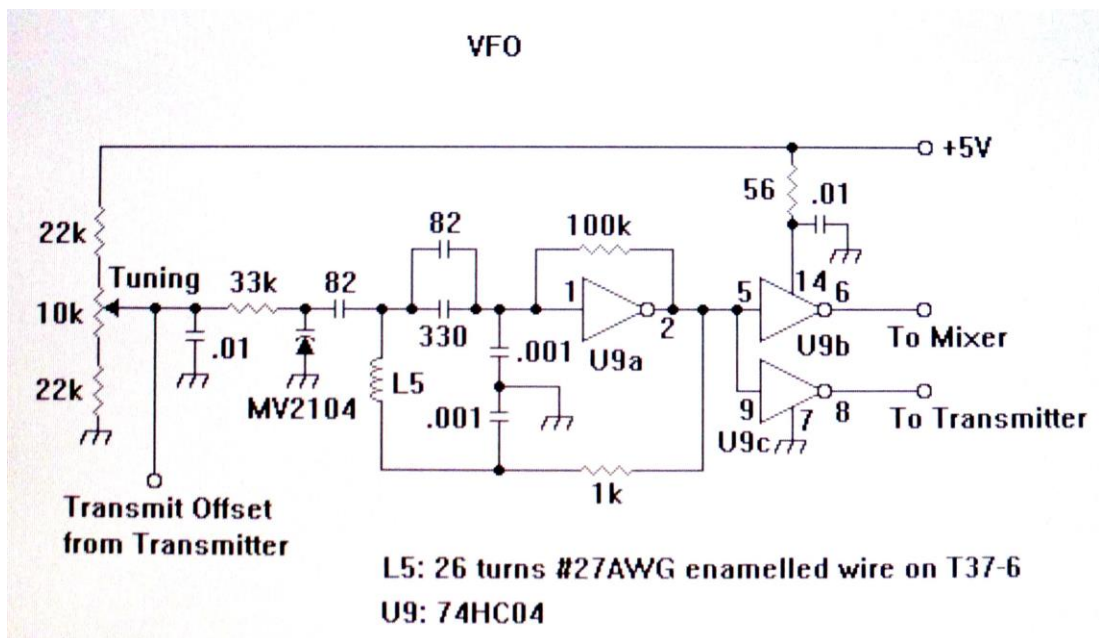 VFO
+5V
56
.01
82
100k
22k
Tuning
33k
82
1
14
5
6
10k
330
2
U9b
To Mixer
.01
.001
U9a
L5
22k
MV2104
.001
9
7
8
To Transmitter
U9c
1k
Transmit Offset
from Transmitter
L5: 26 turns #27AWG enamelled wire on T37-6
U9: 74HC04